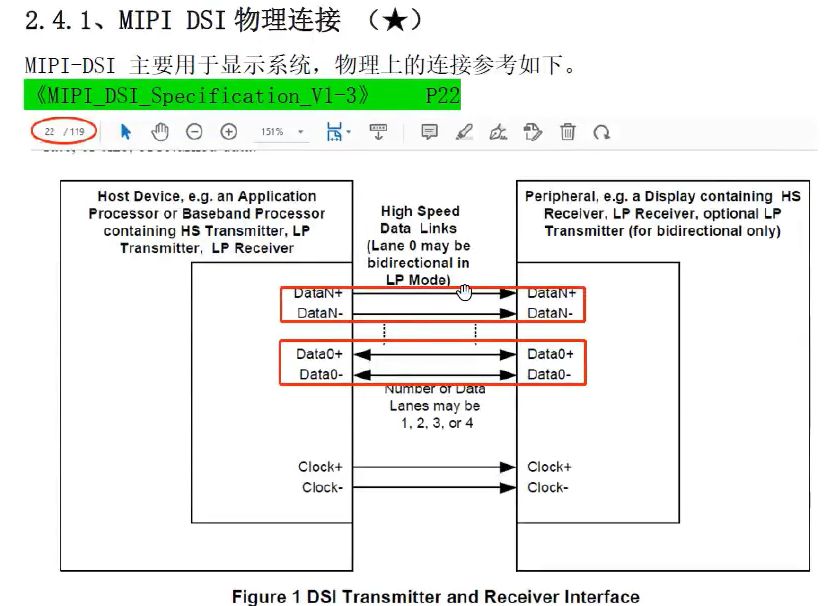 2.4.1、MIPI DSI 物理连接 （★）
MIPI-DSI 主要用于显示系统，物理上的连接参考如下。
《MIPI_DSI_Specification_V1-3》 P22
22 / 119
151%
Host Device, e.g. an Application
Processor or Baseband Processor
containing HS Transmitter, LP
Transmitter, LP Receiver
High Speed
Data Links
(Lane 0 may be
bidirectional in
LP Mode)
Peripheral, e.g. a Display containing HS
Receiver, LP Receiver, optional LP
Transmitter (for bidirectional only)
DataN+ DataN+
DataN- DataN-
Data0+ Data0+
Data0- Data0-
Number of Data
Lanes may be
1, 2, 3, or 4
Clock+ Clock+
Clock- Clock-
Figure 1 DSI Transmitter and Receiver Interface